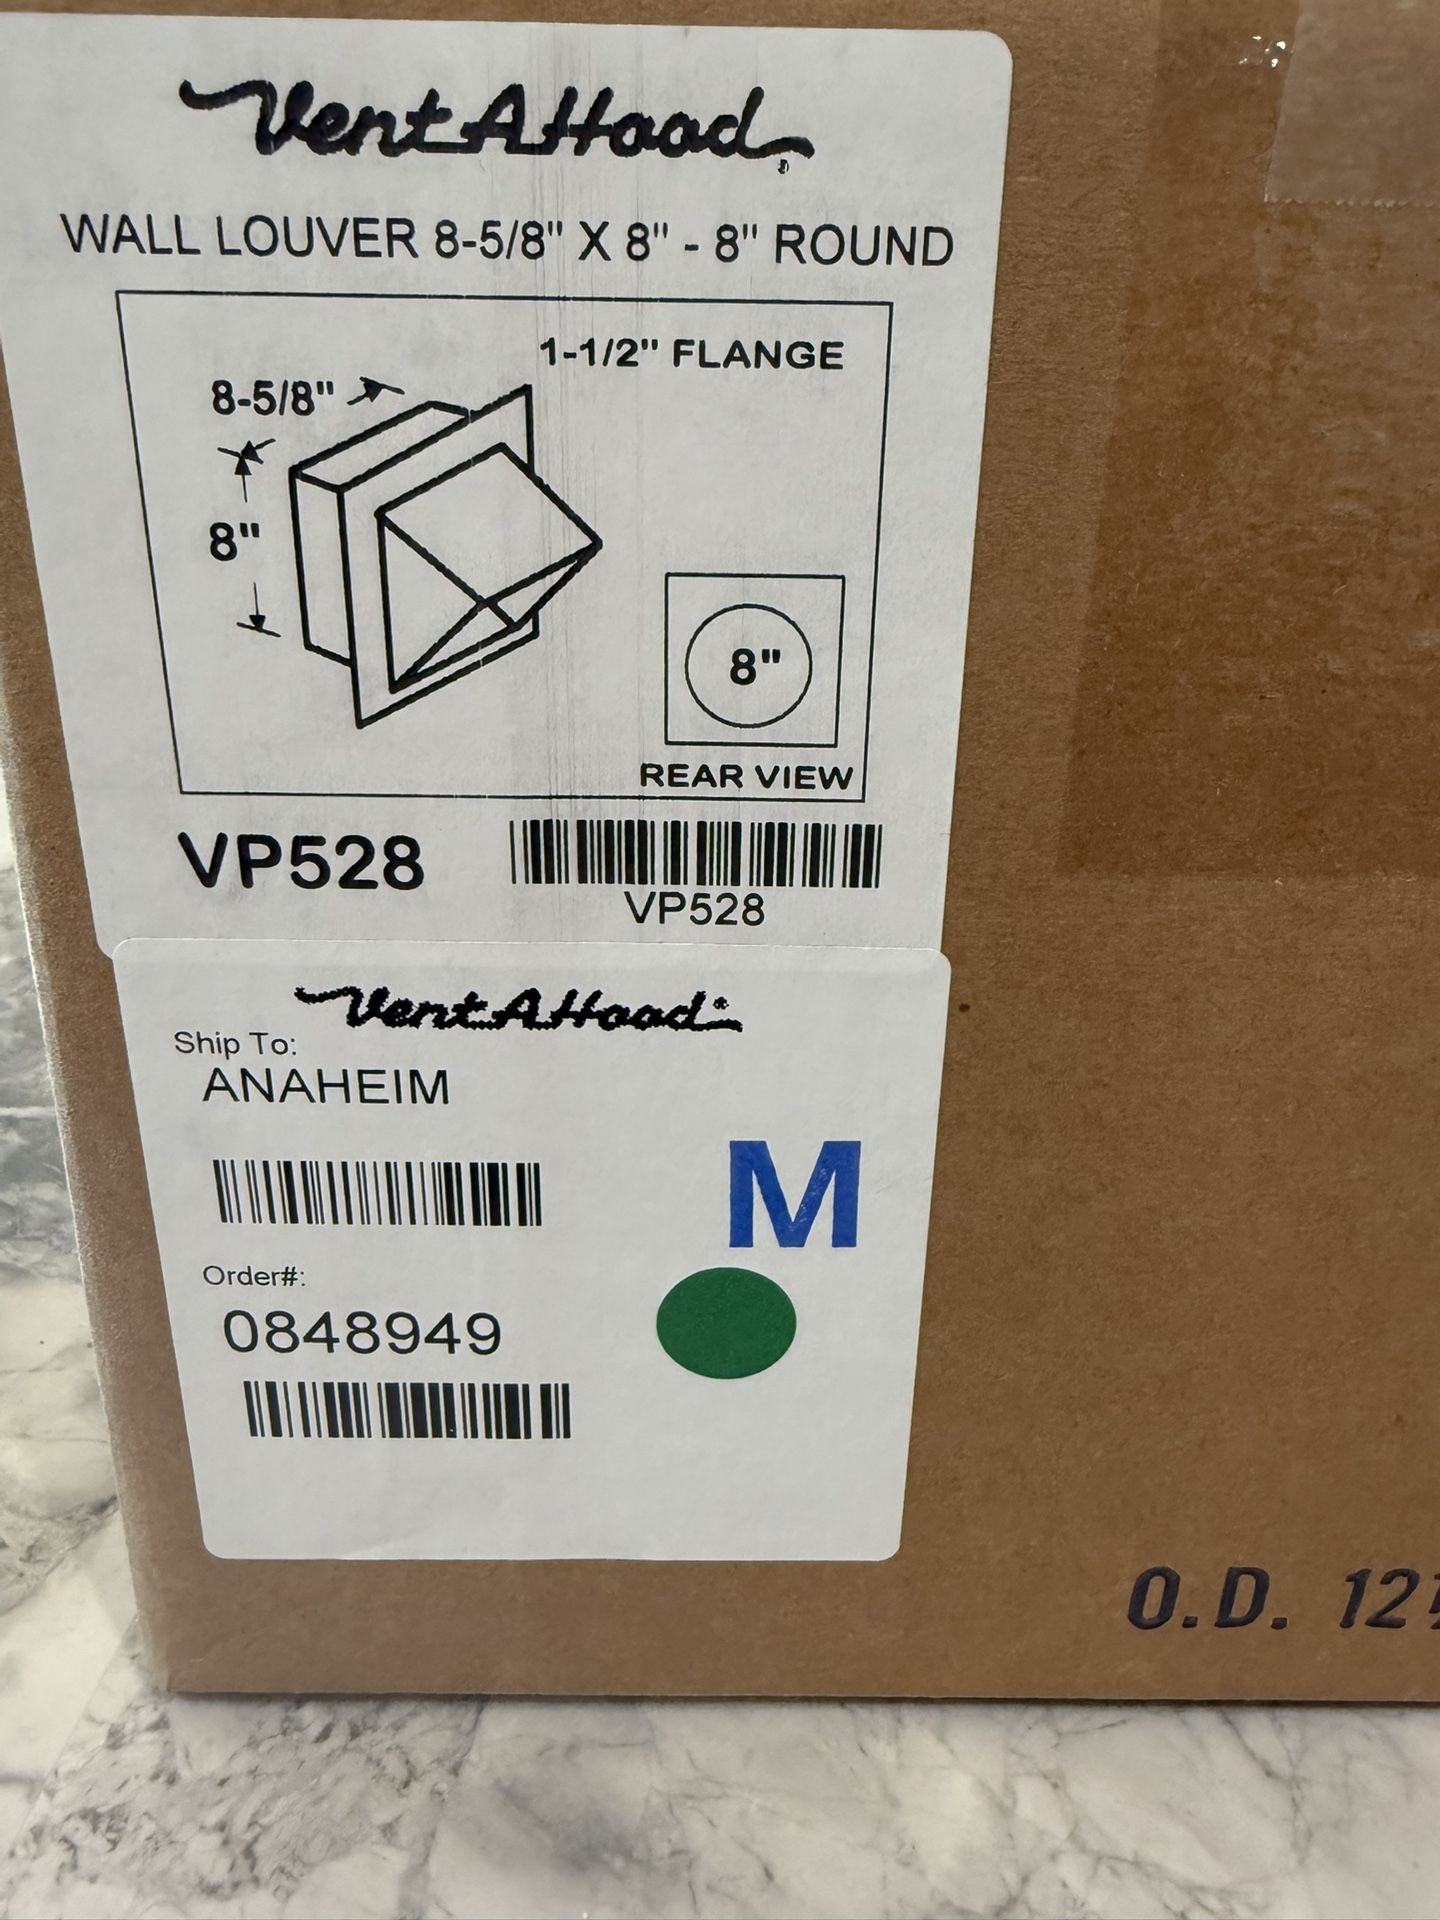 Vent A Hood
WALL LOUVER 8-5/8" X 8" - 8" ROUND
1-1/2" FLANGE
8-5/8"
8"
8"
REAR VIEW
VP528
VP528
Vent A Hood®
Ship To:
ANAHEIM
M
Order#:
0848949
O.D. 12